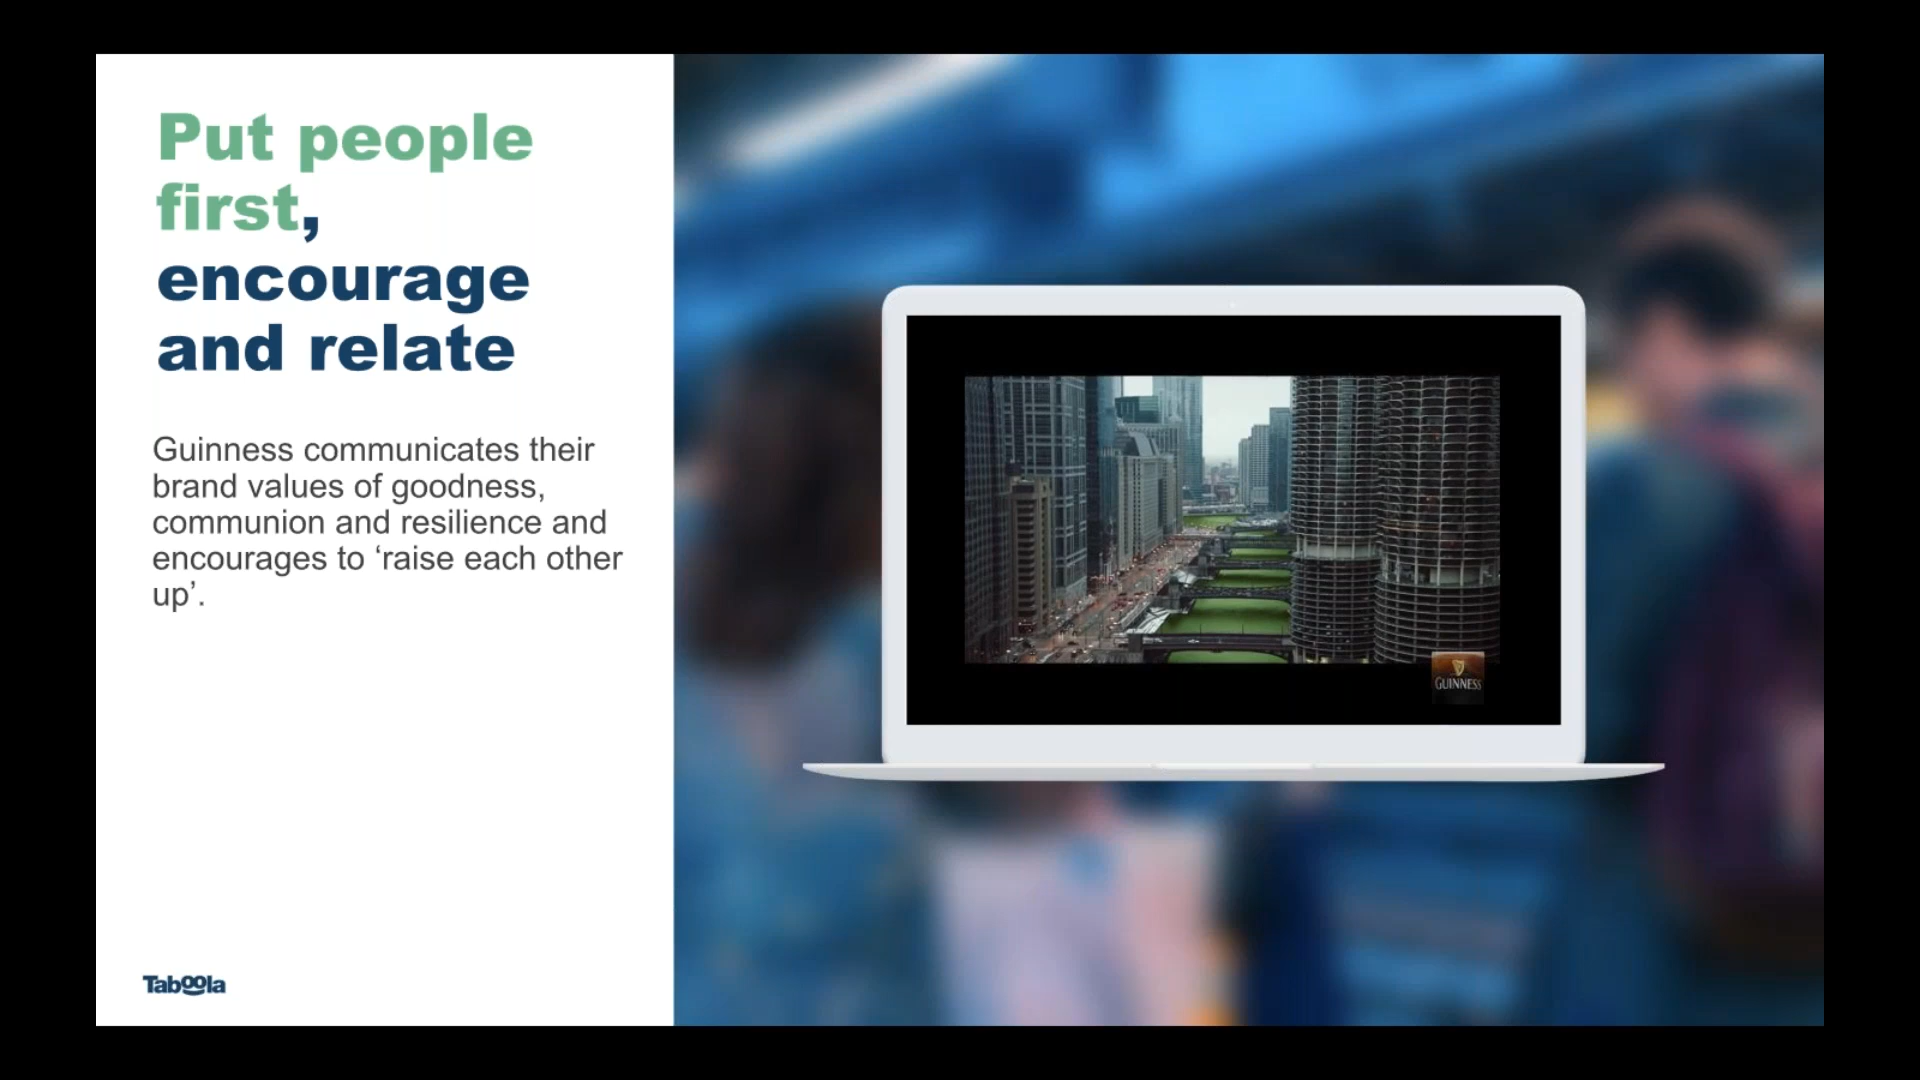 Put people
first,
encourage
and relate
Guinness communicates their
brand values of goodness,
communion and resilience and
encourages to ‘raise each other
up’.
GUINNESS
Taboola